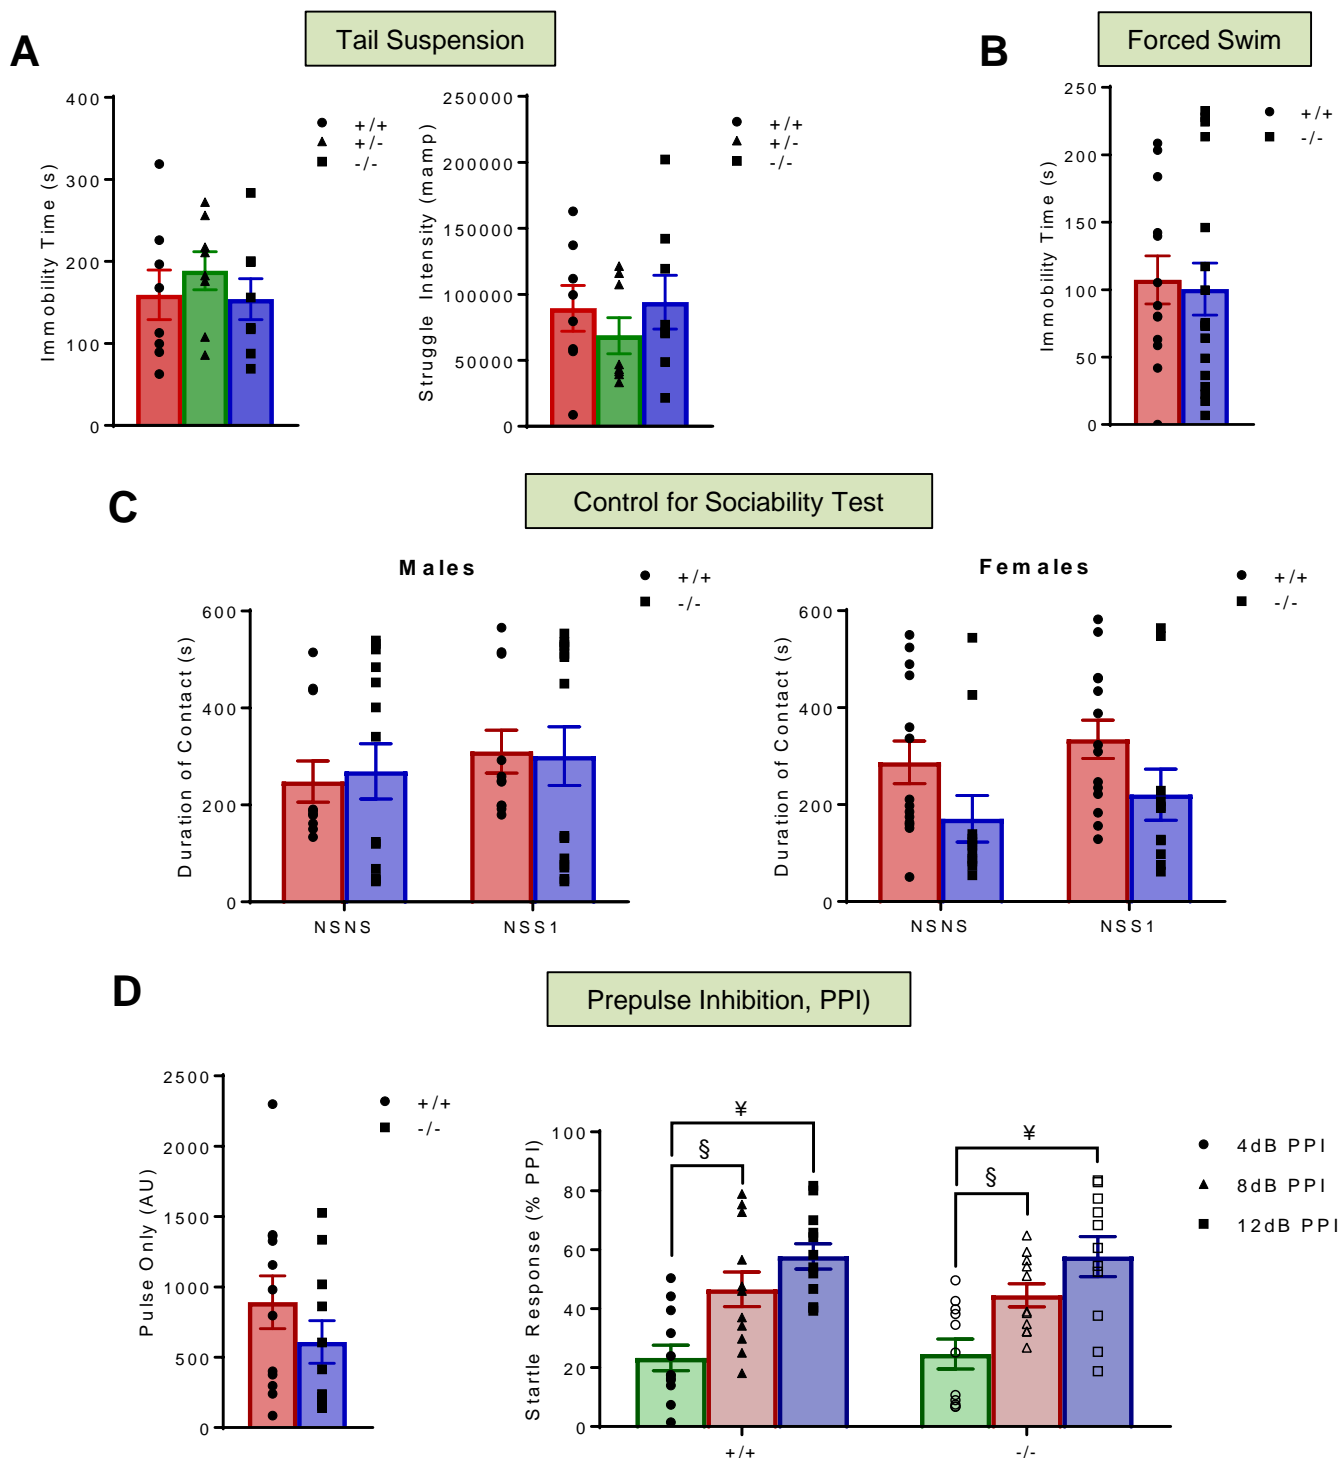 A
Tail Suspension
B
Forced Swim
Immobility Time (s)
400
300
200
100
0
+/+
+/-
-/-
Struggle Intensity (mamp)
250000
200000
150000
100000
50000
0
+/+
+/-
-/-
Immobility Time (s)
250
200
150
100
50
0
+/+
-/-
C
Control for Sociability Test
Males
+/+
-/-
Duration of Contact (s)
600
400
200
0
NSNS
NSS1
Females
+/+
-/-
Duration of Contact (s)
600
400
200
0
NSNS
NSS1
D
Prepulse Inhibition, PPI)
Pulse Only (AU)
2500
2000
1500
1000
500
0
+/+
-/-
Startle Response (% PPI)
100
80
60
40
20
0
¥
§
¥
§
+/+
-/-
4dB PPI
8dB PPI
12dB PPI